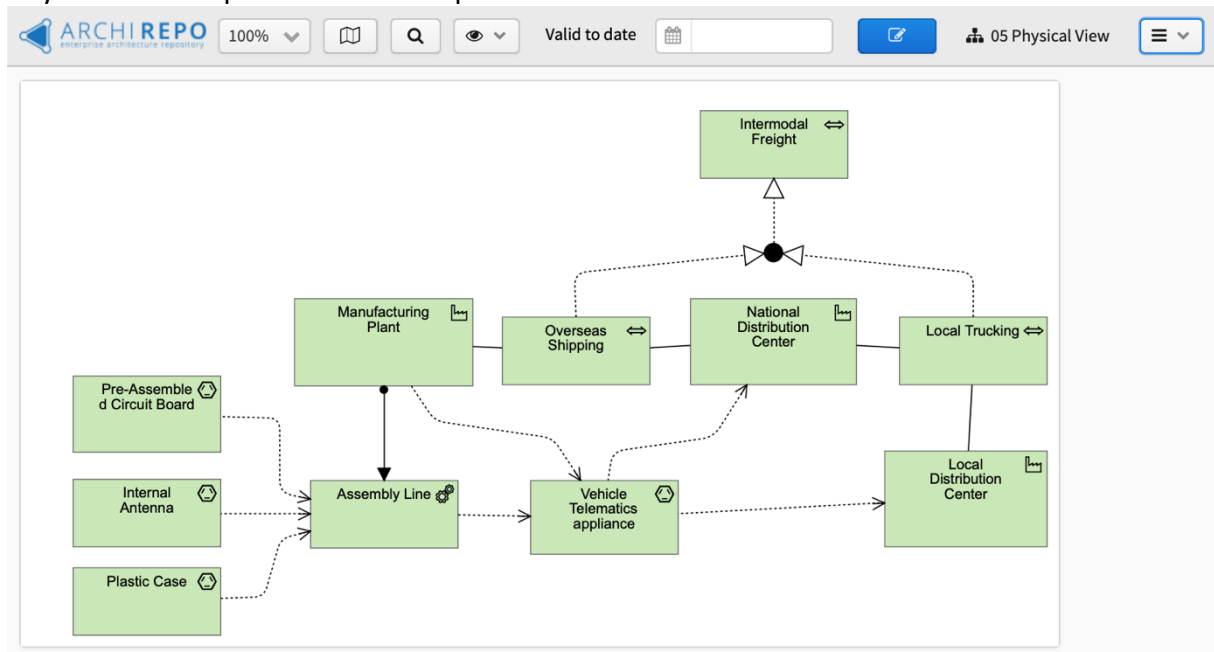 ARCHIREPO
enterprise architecture repository
100%
Valid to date
05 Physical View
Intermodal
Freight
Manufacturing
Plant
Overseas
Shipping
National
Distribution
Center
Local Trucking
Pre-Assemble
d Circuit Board
Internal
Antenna
Assembly Line
Vehicle
Telematics
appliance
Local
Distribution
Center
Plastic Case